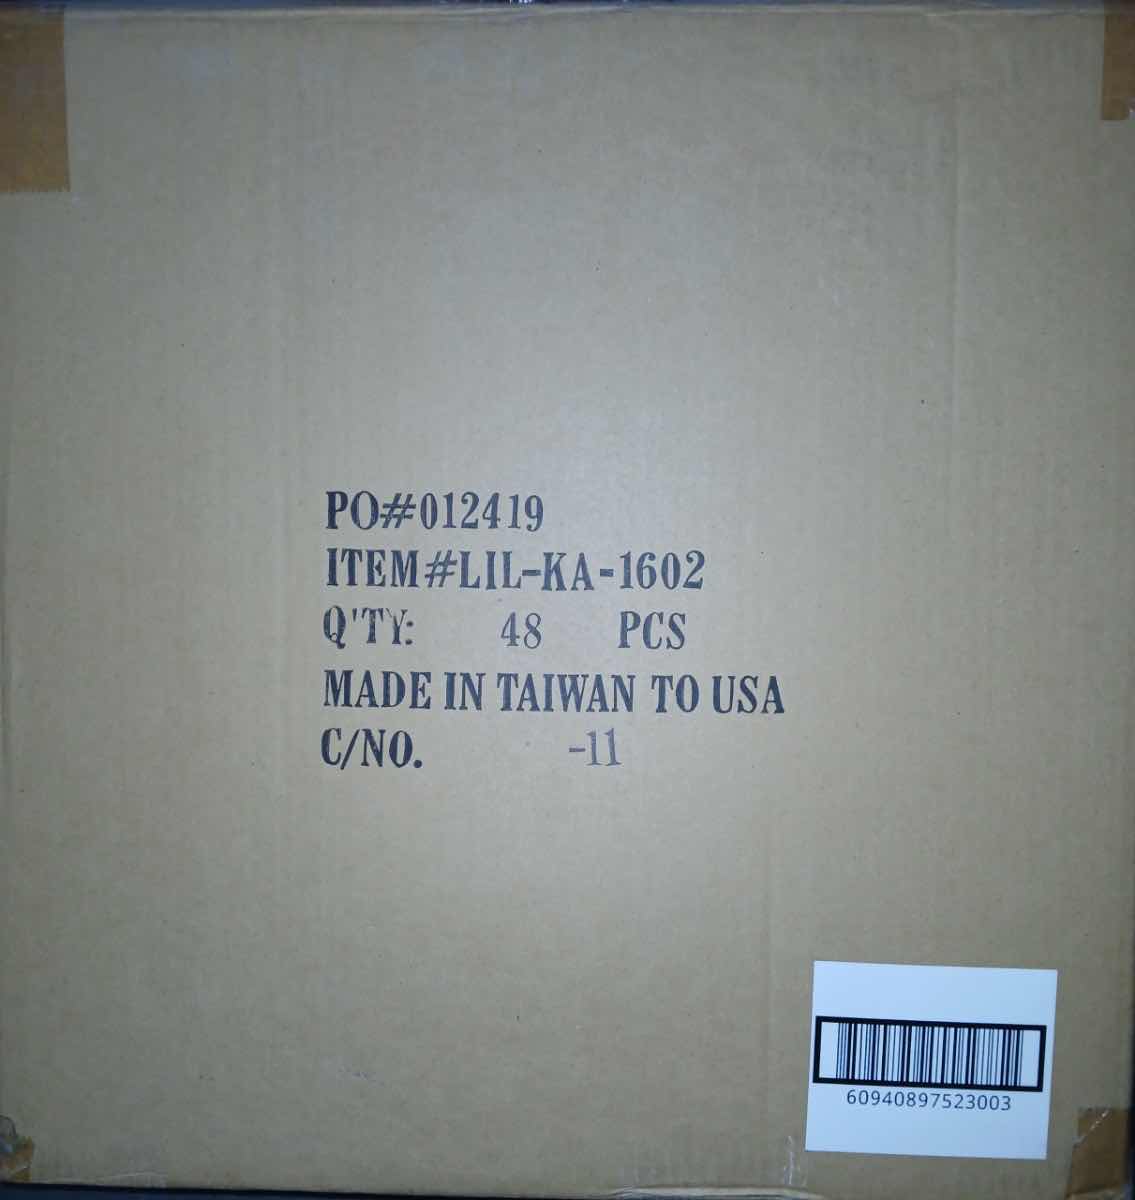 PO#012419
ITEM#LIL-KA-1602
Q'TY: 48 PCS
MADE IN TAIWAN TO USA
C/NO. -11
60940897523003